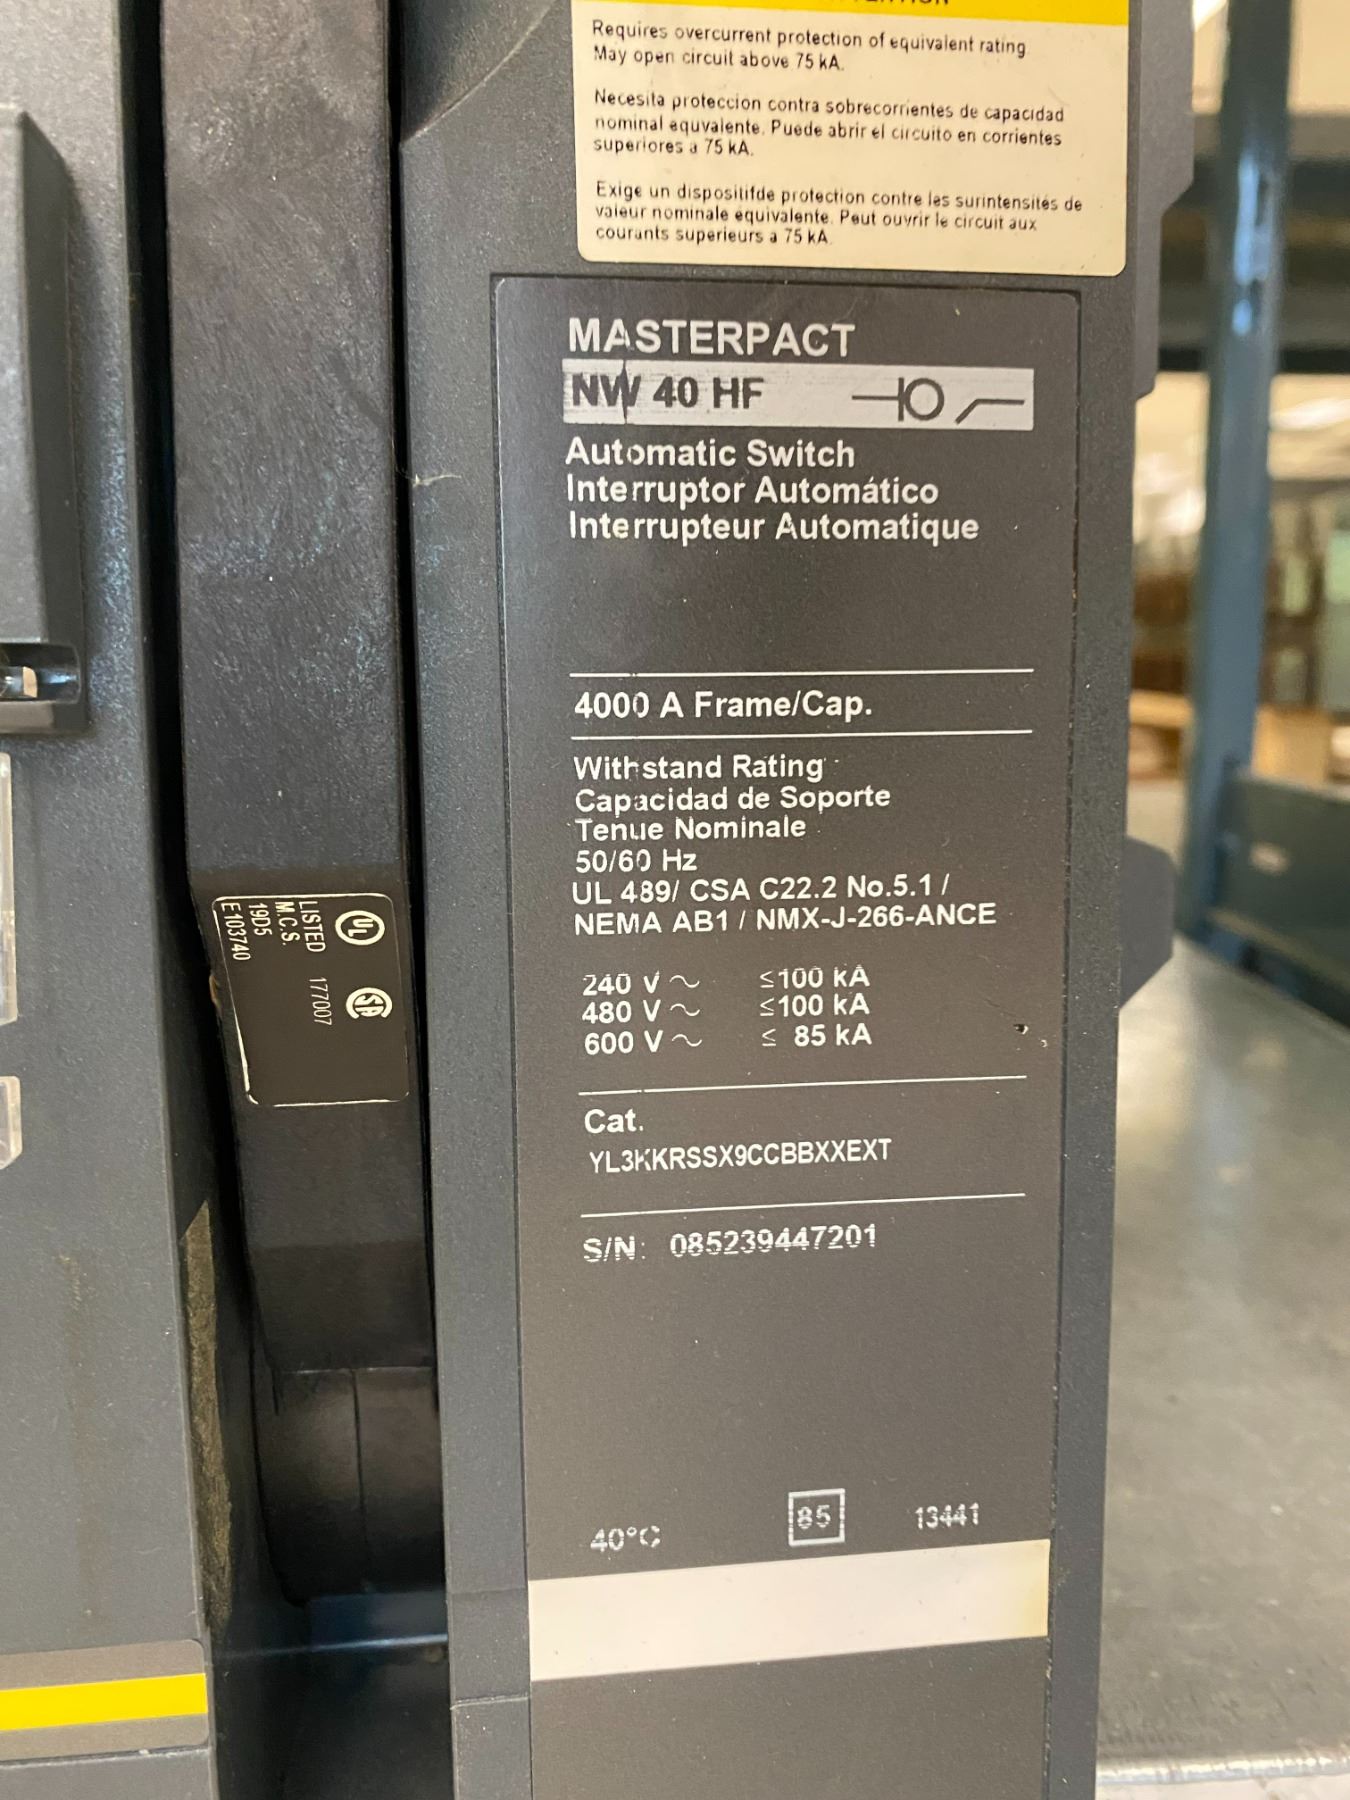 Requires overcurrent protection of equivalent rating
May open circuit above 75 kA.
Necesita proteccion contra sobrecorrientes de capacidad
nominal equvalente. Puede abrir el circuito en corrientes
superiores a 75 kA.
Exige un dispositifde protection contre les surintensités de
vaieur nominale équivalente. Peut ouvrir le circuit aux
courants superieurs a 75 kA.
MASTERPACT
NW 40 HF
Automatic Switch
Interruptor Automático
Interrupteur Automatique
4000 A Frame/Cap.
Withstand Rating
Capacidad de Soporte
Tenue Nominale
50/60 Hz
UL 489/ CSA C22.2 No.5.1 /
NEMA AB1 / NMX-J-266-ANCE
240 V ~ ≤100 kA
480 V ~ ≤100 kA
600 V ~ ≤ 85 kA
Cat.
YL3KKRSSX9CCBBXXEXT
S/N: 085239447201
40°C 85 13441
UL SA
LISTED 177007
M.C.S.
19D5
E103740